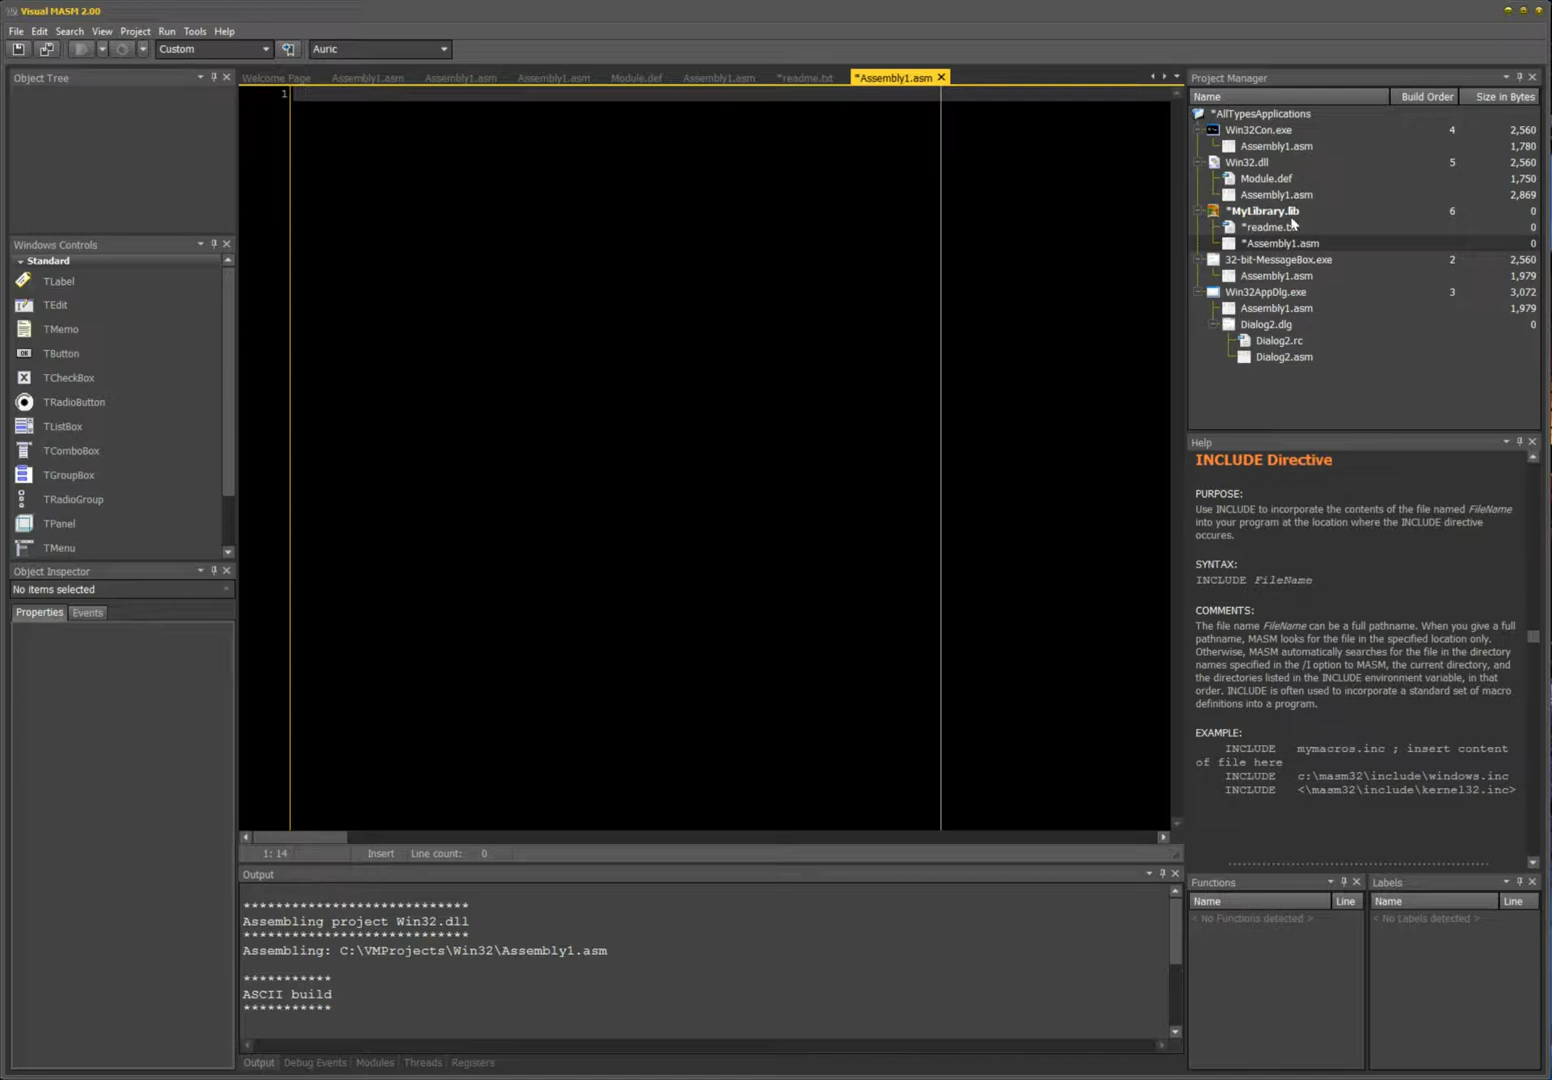 Visual MASM 2.00
File Edit Search View Project Run Tools Help
Custom Auric
Object Tree
Windows Controls
Standard
TLabel
TEdit
TMemo
TButton
TCheckBox
TRadioButton
TListBox
TComboBox
TGroupBox
TRadioGroup
TPanel
TMenu
Object Inspector
No items selected
Properties Events
Welcome Page Assembly1.asm Assembly1.asm Assembly1.asm Module.def Assembly1.asm *readme.txt *Assembly1.asm
1
1: 14 Insert Line count: 0
Output
****************************
Assembling project Win32.dll
****************************
Assembling: C:\VMProjects\Win32\Assembly1.asm
***********
ASCII build
***********
Output Debug Events Modules Threads Registers
Project Manager
Name Build Order Size in Bytes
*AllTypesApplications
Win32Con.exe 4 2,560
Assembly1.asm 1,780
Win32.dll 5 2,560
Module.def 1,750
Assembly1.asm 2,869
*MyLibrary.lib 6 0
*readme.txt 0
*Assembly1.asm 0
32-bit-MessageBox.exe 2 2,560
Assembly1.asm 1,979
Win32AppDlg.exe 3 3,072
Assembly1.asm 1,979
Dialog2.dlg 0
Dialog2.rc
Dialog2.asm
Help
INCLUDE Directive
PURPOSE:
Use INCLUDE to incorporate the contents of the file named FileName
into your program at the location where the INCLUDE directive
occures.
SYNTAX:
INCLUDE FileName
COMMENTS:
The file name FileName can be a full pathname. When you give a full
pathname, MASM looks for the file in the specified location only.
Otherwise, MASM automatically searches for the file in the directory
names specified in the /I option to MASM, the current directory, and
the directories listed in the INCLUDE environment variable, in that
order. INCLUDE is often used to incorporate a standard set of macro
definitions into a program.
EXAMPLE:
INCLUDE mymacros.inc ; insert content
of file here
INCLUDE c:\masm32\include\windows.inc
INCLUDE <\masm32\include\kernel32.inc>
Functions
Name Line
< No Functions detected >
Labels
Name Line
< No Labels detected >